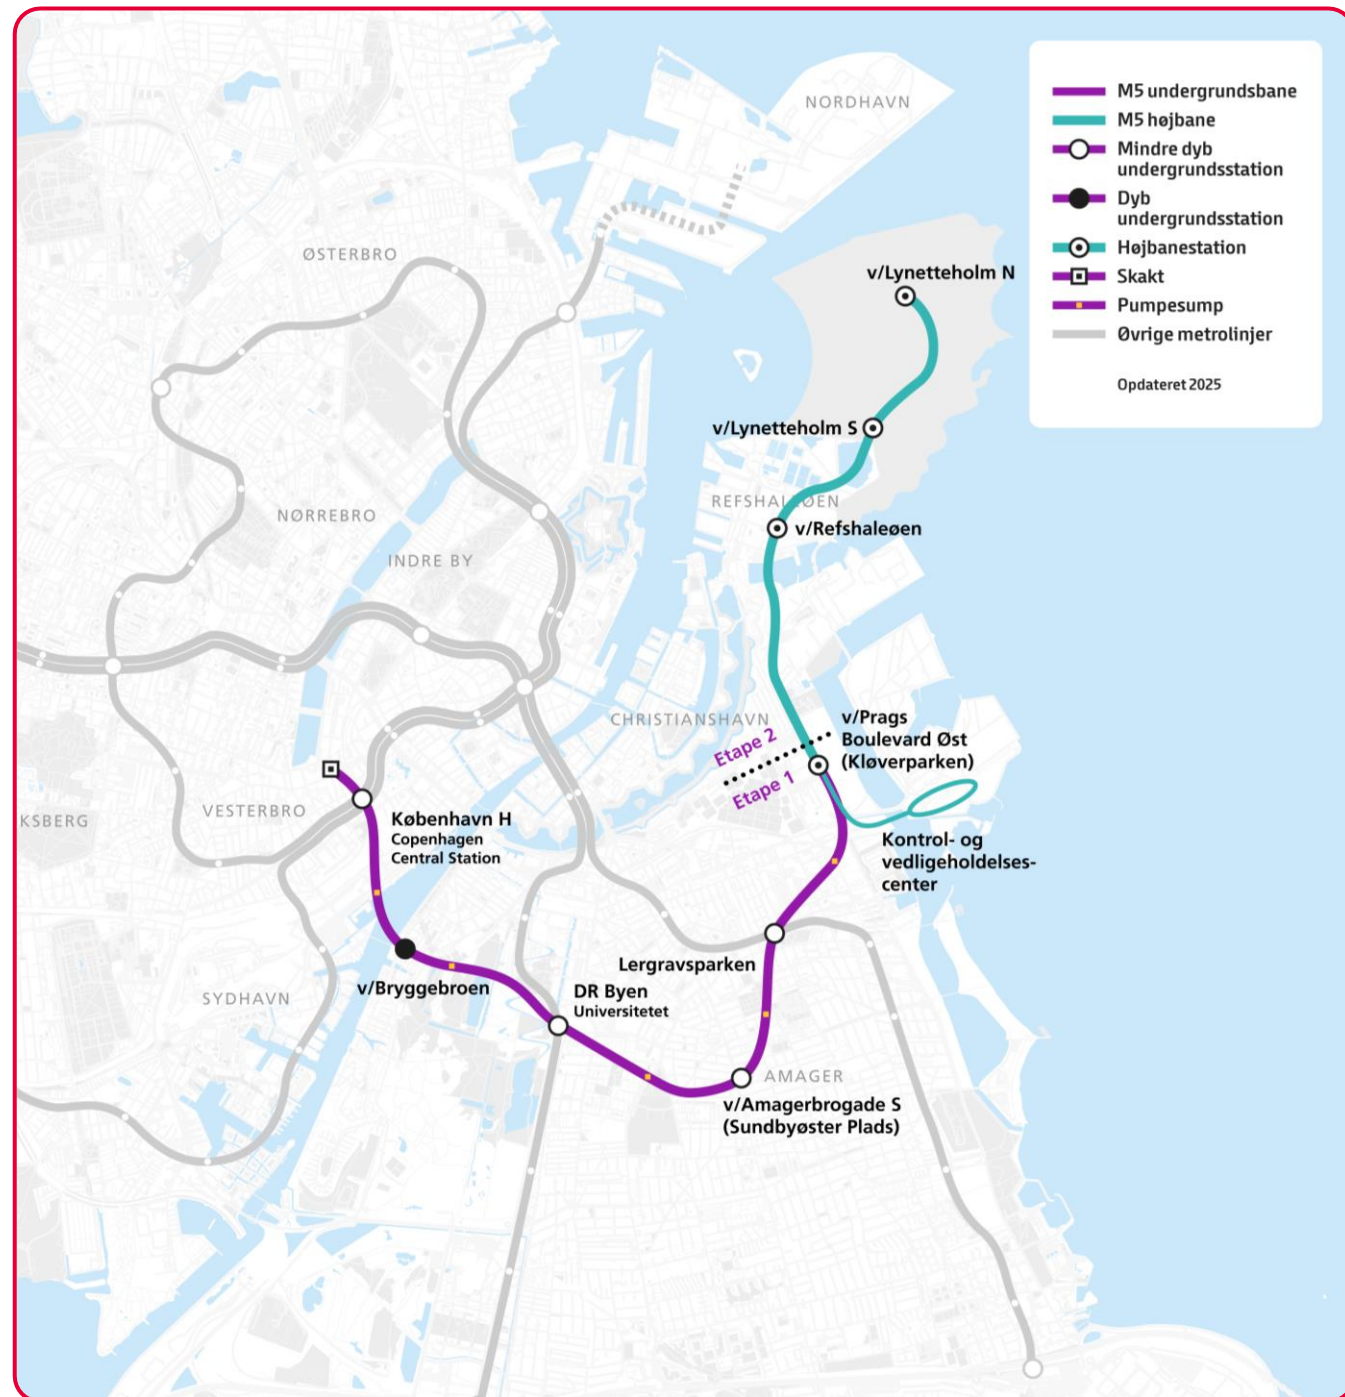 NORDHAVN
M5 undergrundsbane
M5 højbane
Mindre dyb
undergrundsstation
Dyb
undergrundsstation
Højbanestation
Skakt
Pumpesump
Øvrige metrolinjer
Opdateret 2025
ØSTERBRO
v/Lynetteholm N
v/Lynetteholm S
REFSHALEØEN
v/Refshaleøen
NØRREBRO
INDRE BY
CHRISTIANSHAVN
Etape 2
Etape 1
v/Prags
Boulevard Øst
(Kløverparken)
VESTERBRO
KSBERG
København H
Copenhagen
Central Station
Kontrol- og
vedligeholdelses-
center
Lergravsparken
v/Bryggebroen
DR Byen
Universitetet
SYDHAVN
AMAGER
v/Amagerbrogade S
(Sundbyøster Plads)